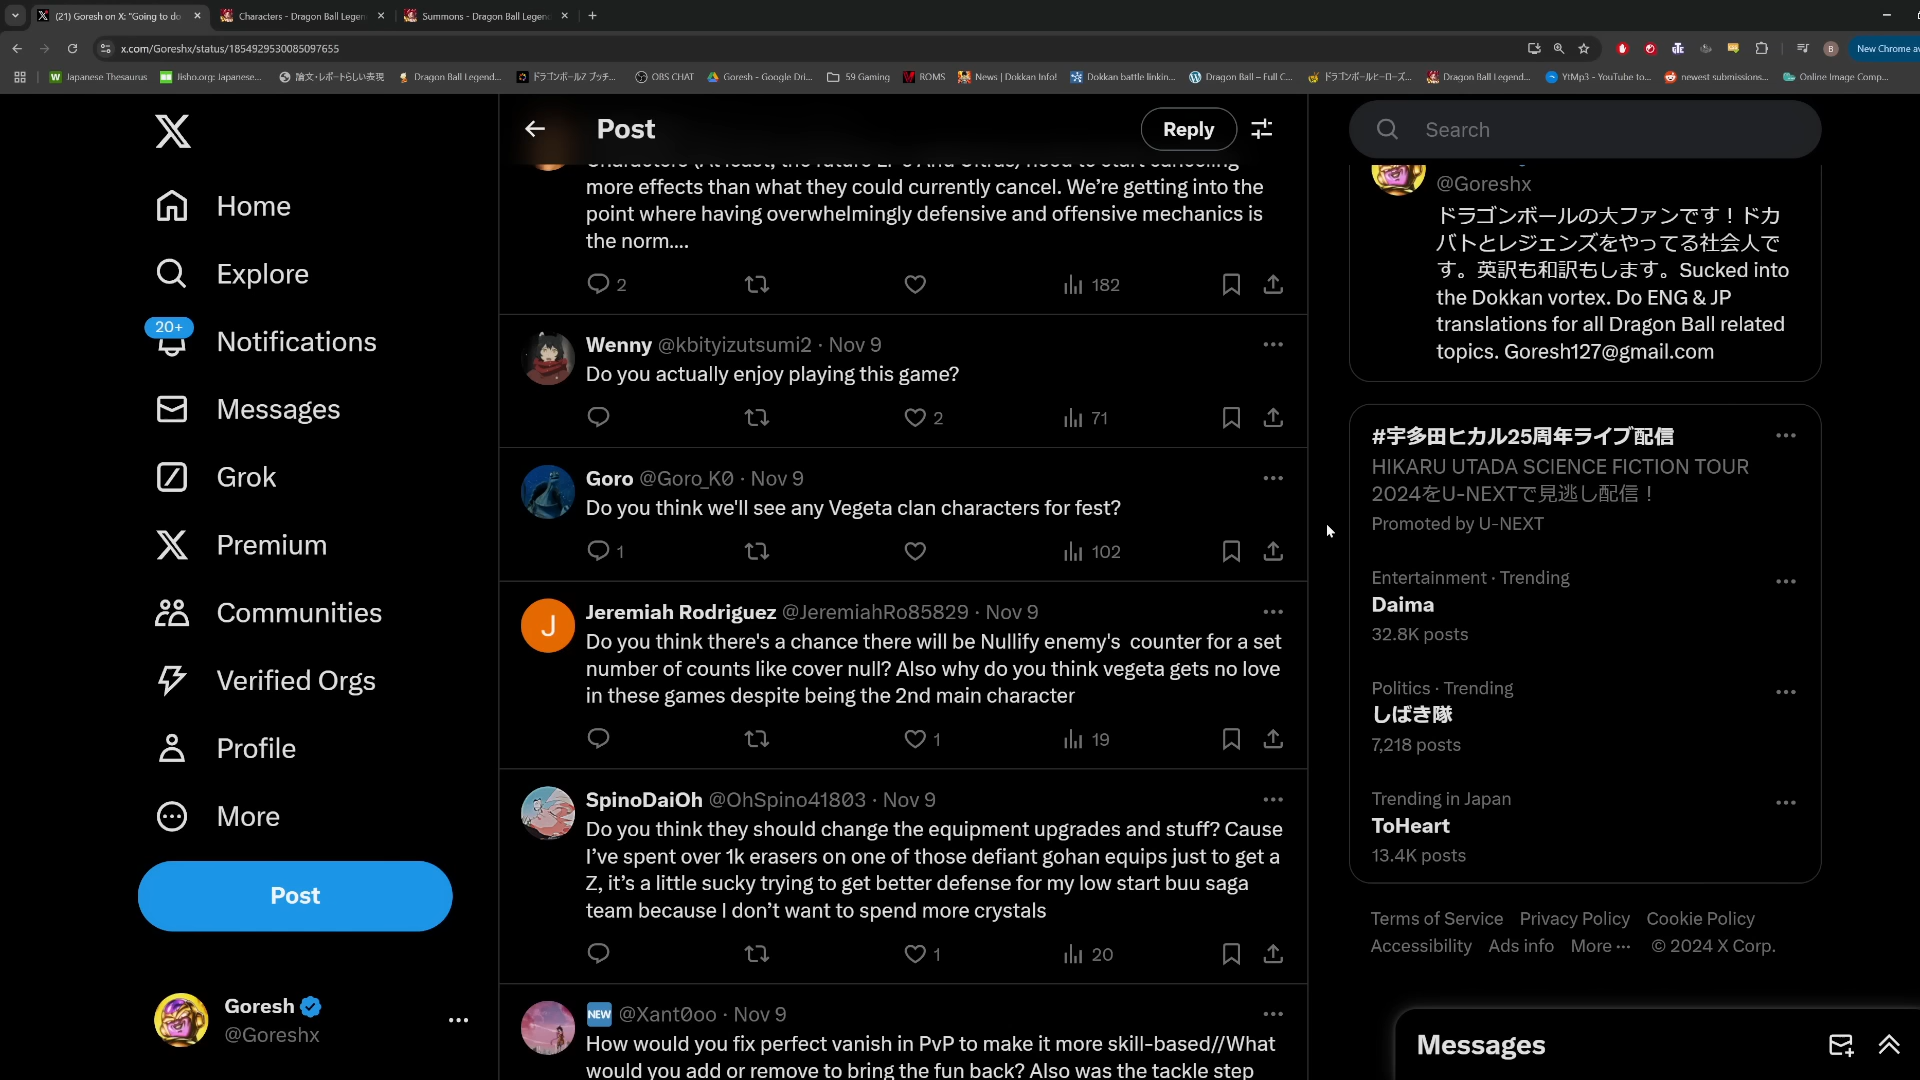 (21) Goresh on X: "Going to do
Characters - Dragon Ball Legen
Summons - Dragon Ball Legen
x.com/Goreshx/status/1854929530085097655
New Chrome av
Japanese Thesaurus
Jisho.org: Japanese...
論文・レポートらしい表現
Dragon Ball Legend...
ドラゴンボールZ ブッチ...
OBS CHAT
Goresh - Google Dri...
59 Gaming
ROMS
News | Dokkan Info!
Dokkan battle linkin...
Dragon Ball – Full C...
ドラゴンボールヒーローズ...
Dragon Ball Legend...
YtMp3 - YouTube to...
newest submissions...
Online Image Comp...
Home
Explore
20+
Notifications
Messages
Grok
Premium
Communities
Verified Orgs
Profile
More
Post
Goresh
@Goreshx
Post
Reply
Characters (At least, the future LF's And Ultras) need to start canceling
more effects than what they could currently cancel. We're getting into the
point where having overwhelmingly defensive and offensive mechanics is
the norm....
2
182
Wenny @kbityizutsumi2 · Nov 9
Do you actually enjoy playing this game?
2
71
Goro @Goro_K0 · Nov 9
Do you think we'll see any Vegeta clan characters for fest?
1
102
J
Jeremiah Rodriguez @JeremiahRo85829 · Nov 9
Do you think there's a chance there will be Nullify enemy's counter for a set
number of counts like cover null? Also why do you think vegeta gets no love
in these games despite being the 2nd main character
1
19
SpinoDaiOh @OhSpino41803 · Nov 9
Do you think they should change the equipment upgrades and stuff? Cause
I've spent over 1k erasers on one of those defiant gohan equips just to get a
Z, it's a little sucky trying to get better defense for my low start buu saga
team because I don't want to spend more crystals
1
20
NEW @Xant0oo · Nov 9
How would you fix perfect vanish in PvP to make it more skill-based//What
would you add or remove to bring the fun back? Also was the tackle step
Search
@Goreshx
ドラゴンボールの大ファンです！ドカ
バトとレジェンズをやってる社会人で
す。英訳も和訳もします。Sucked into
the Dokkan vortex. Do ENG & JP
translations for all Dragon Ball related
topics. Goresh127@gmail.com
#宇多田ヒカル25周年ライブ配信
HIKARU UTADA SCIENCE FICTION TOUR
2024をU-NEXTで見逃し配信！
Promoted by U-NEXT
Entertainment · Trending
Daima
32.8K posts
Politics · Trending
しばき隊
7,218 posts
Trending in Japan
ToHeart
13.4K posts
Terms of Service Privacy Policy Cookie Policy
Accessibility Ads info More ··· © 2024 X Corp.
Messages